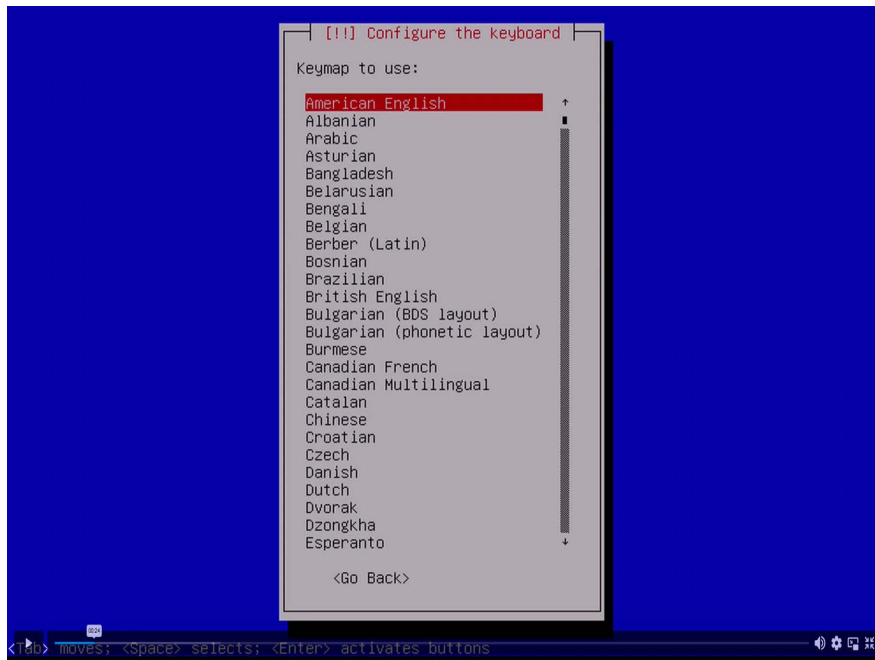 [!!] Configure the keyboard
Keymap to use:
American English
Albanian
Arabic
Asturian
Bangladesh
Belarusian
Bengali
Belgian
Berber (Latin)
Bosnian
Brazilian
British English
Bulgarian (BDS layout)
Bulgarian (phonetic layout)
Burmese
Canadian French
Canadian Multilingual
Catalan
Chinese
Croatian
Czech
Danish
Dutch
Dvorak
Dzongkha
Esperanto
<Go Back>
00:24
<Tab> moves; <Space> selects; <Enter> activates buttons